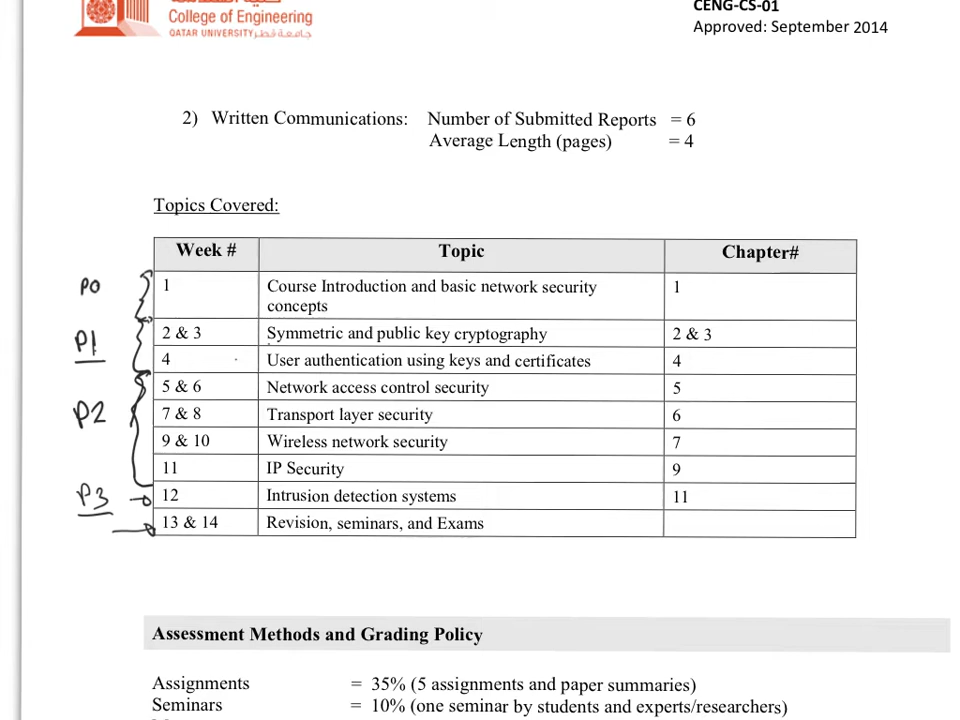 College of Engineering
QATAR UNIVERSITY جامعة قطر
CENG-CS-01
Approved: September 2014
2) Written Communications: Number of Submitted Reports = 6
Average Length (pages) = 4
Topics Covered:
Week # Topic Chapter#
P0 1 Course Introduction and basic network security concepts 1
P1 2 & 3 Symmetric and public key cryptography 2 & 3
4 User authentication using keys and certificates 4
5 & 6 Network access control security 5
P2 7 & 8 Transport layer security 6
9 & 10 Wireless network security 7
11 IP Security 9
P3 12 Intrusion detection systems 11
13 & 14 Revision, seminars, and Exams
Assessment Methods and Grading Policy
Assignments = 35% (5 assignments and paper summaries)
Seminars = 10% (one seminar by students and experts/researchers)